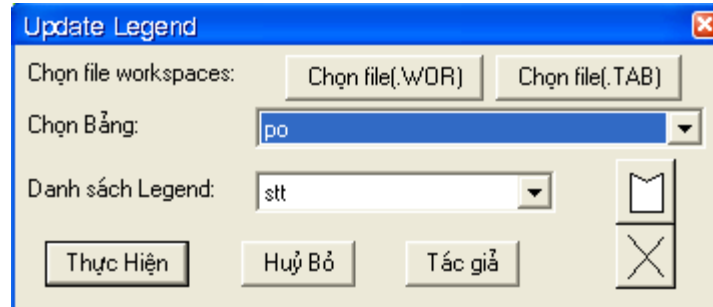 Update Legend
Chọn file workspaces: Chọn file(.WOR) Chọn file(.TAB)
Chọn Bảng: po
Danh sách Legend: stt
Thực Hiện Huỷ Bỏ Tác giả